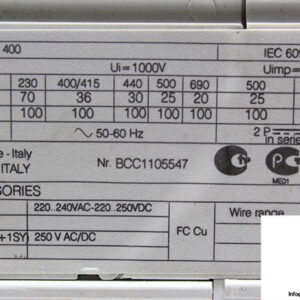 400 IEC 609
Ui=1000V Uimp=
230 400/415 440 500 690 500
70 36 30 25 20 25
100 100 100 100 100 100
50-60 Hz 2 P
in serie
e - Italy
ITALY Nr. BCC1105547
ME01
SORIES
220..240VAC-220..250VDC Wire range
FC Cu
+1SY) 250 V AC/DC